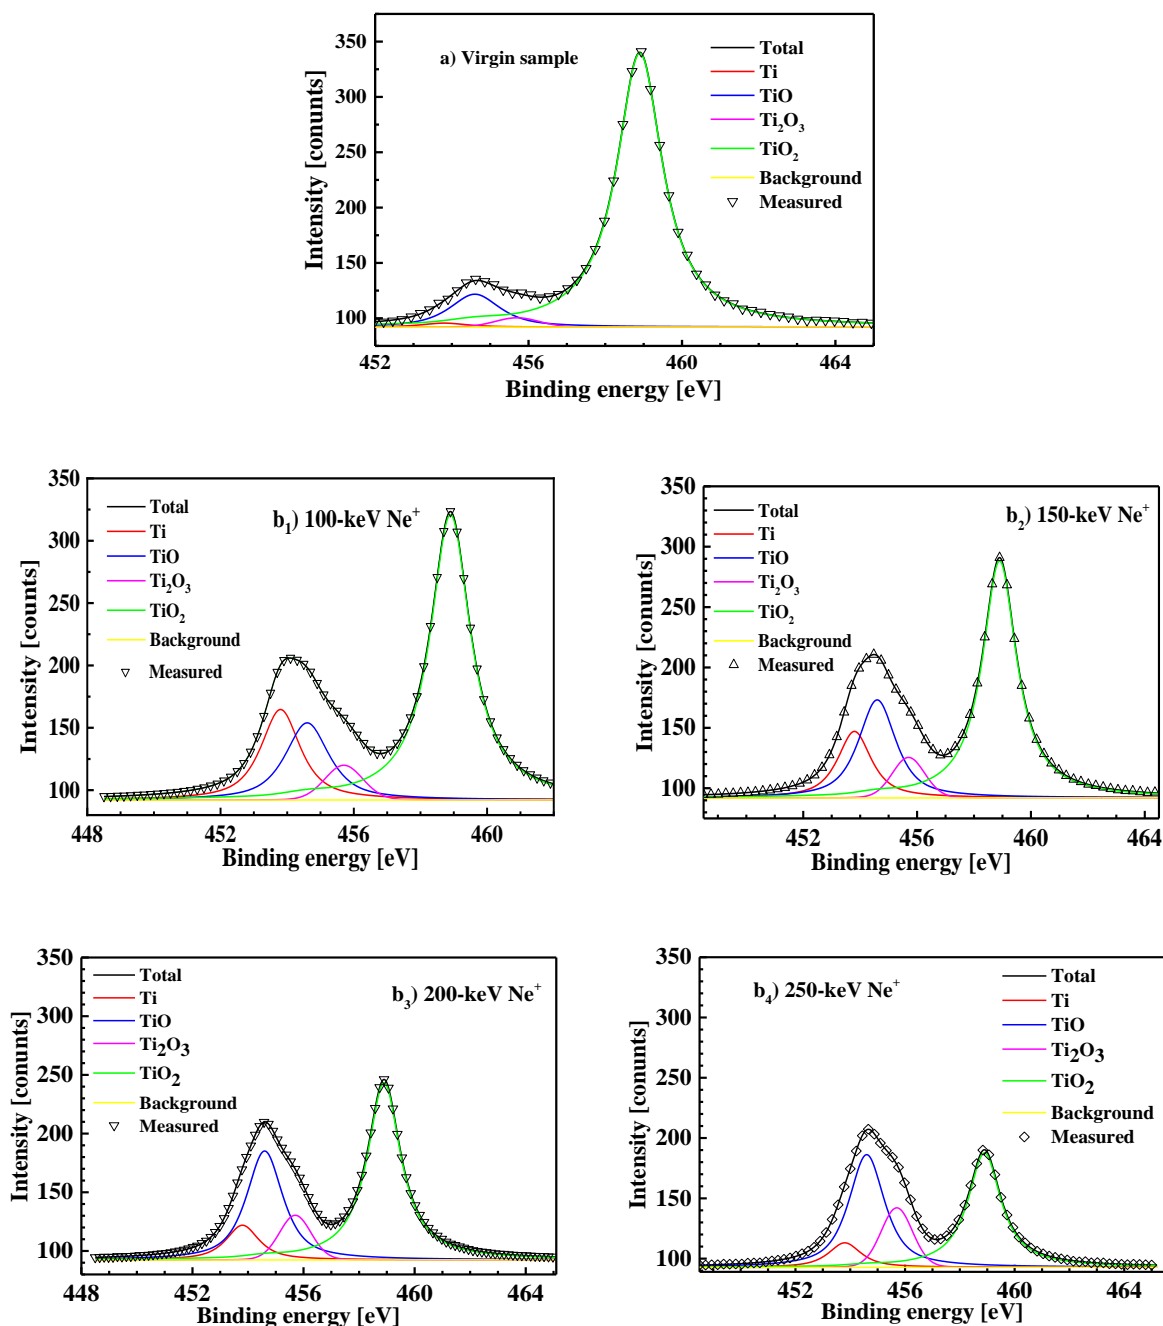 a) Virgin sample
Total
Ti
TiO
Ti₂O₃
TiO₂
Background
Measured
Intensity [conunts]
350
300
250
200
150
100
452
456
460
464
Binding energy [eV]
b₁) 100-keV Ne⁺
Total
Ti
TiO
Ti₂O₃
TiO₂
Background
Measured
Intensity [counts]
350
300
250
200
150
100
448
452
456
460
Binding energy [eV]
b₂) 150-keV Ne⁺
Total
Ti
TiO
Ti₂O₃
TiO₂
Background
Measured
Intensity [conunts]
350
300
250
200
150
100
452
456
460
464
Binding energy [eV]
b₃) 200-keV Ne⁺
Total
Ti
TiO
Ti₂O₃
TiO₂
Background
Measured
Intensity [conunts]
350
300
250
200
150
100
448
452
456
460
464
Binding energy [eV]
b₄) 250-keV Ne⁺
Total
Ti
TiO
Ti₂O₃
TiO₂
Background
Measured
Intensity [conunts]
350
300
250
200
150
100
452
456
460
464
Binding energy [eV]